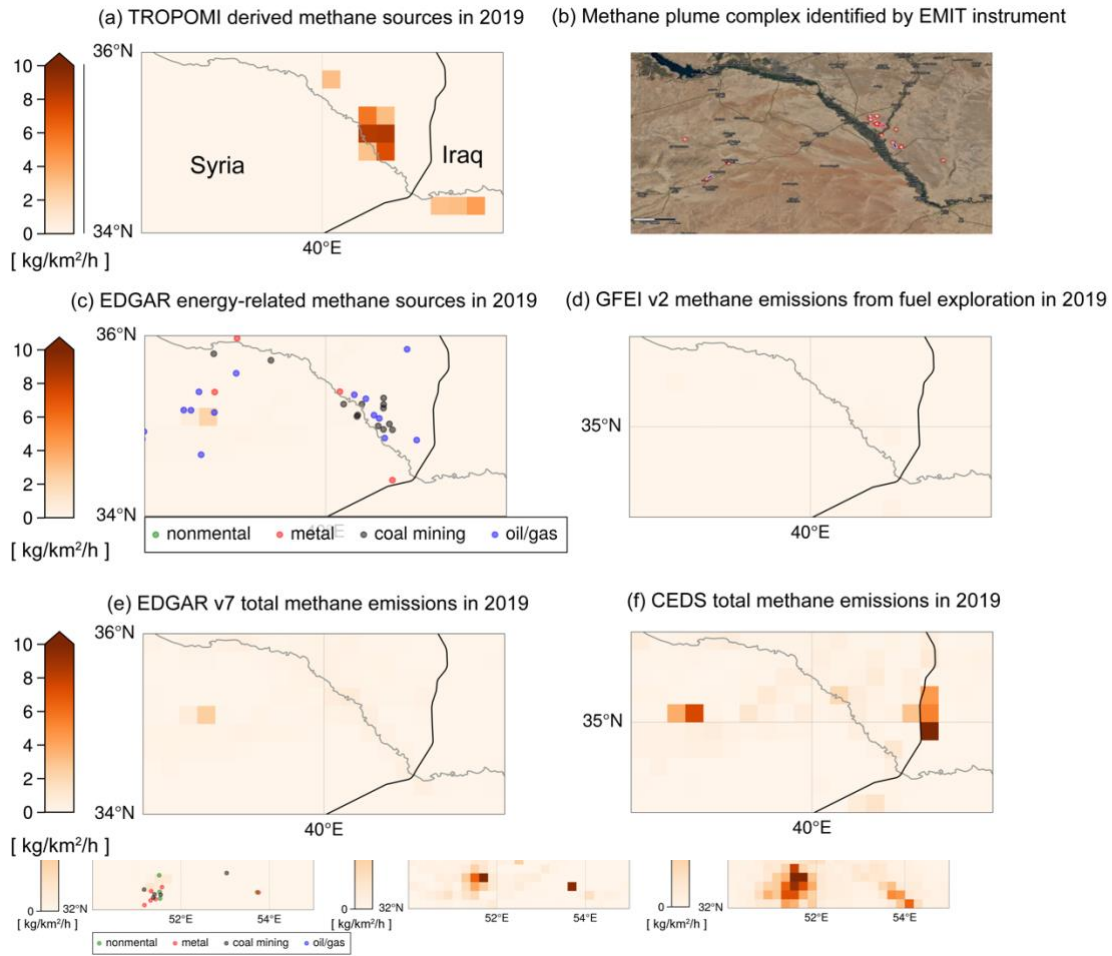 (a) TROPOMI derived methane sources in 2019
(b) Methane plume complex identified by EMIT instrument
10
8
6
4
2
0
[ kg/km²/h ]
36°N
34°N
Syria
Iraq
40°E
(c) EDGAR energy-related methane sources in 2019
(d) GFEI v2 methane emissions from fuel exploration in 2019
10
8
6
4
2
0
[ kg/km²/h ]
36°N
34°N
40°E
nonmental metal coal mining oil/gas
35°N
40°E
(e) EDGAR v7 total methane emissions in 2019
(f) CEDS total methane emissions in 2019
10
8
6
4
2
0
[ kg/km²/h ]
36°N
34°N
40°E
35°N
40°E
0
[ kg/km²/h ]
32°N
52°E 54°E
nonmental metal coal mining oil/gas
0
[ kg/km²/h ]
32°N
52°E 54°E
0
[ kg/km²/h ]
32°N
52°E 54°E